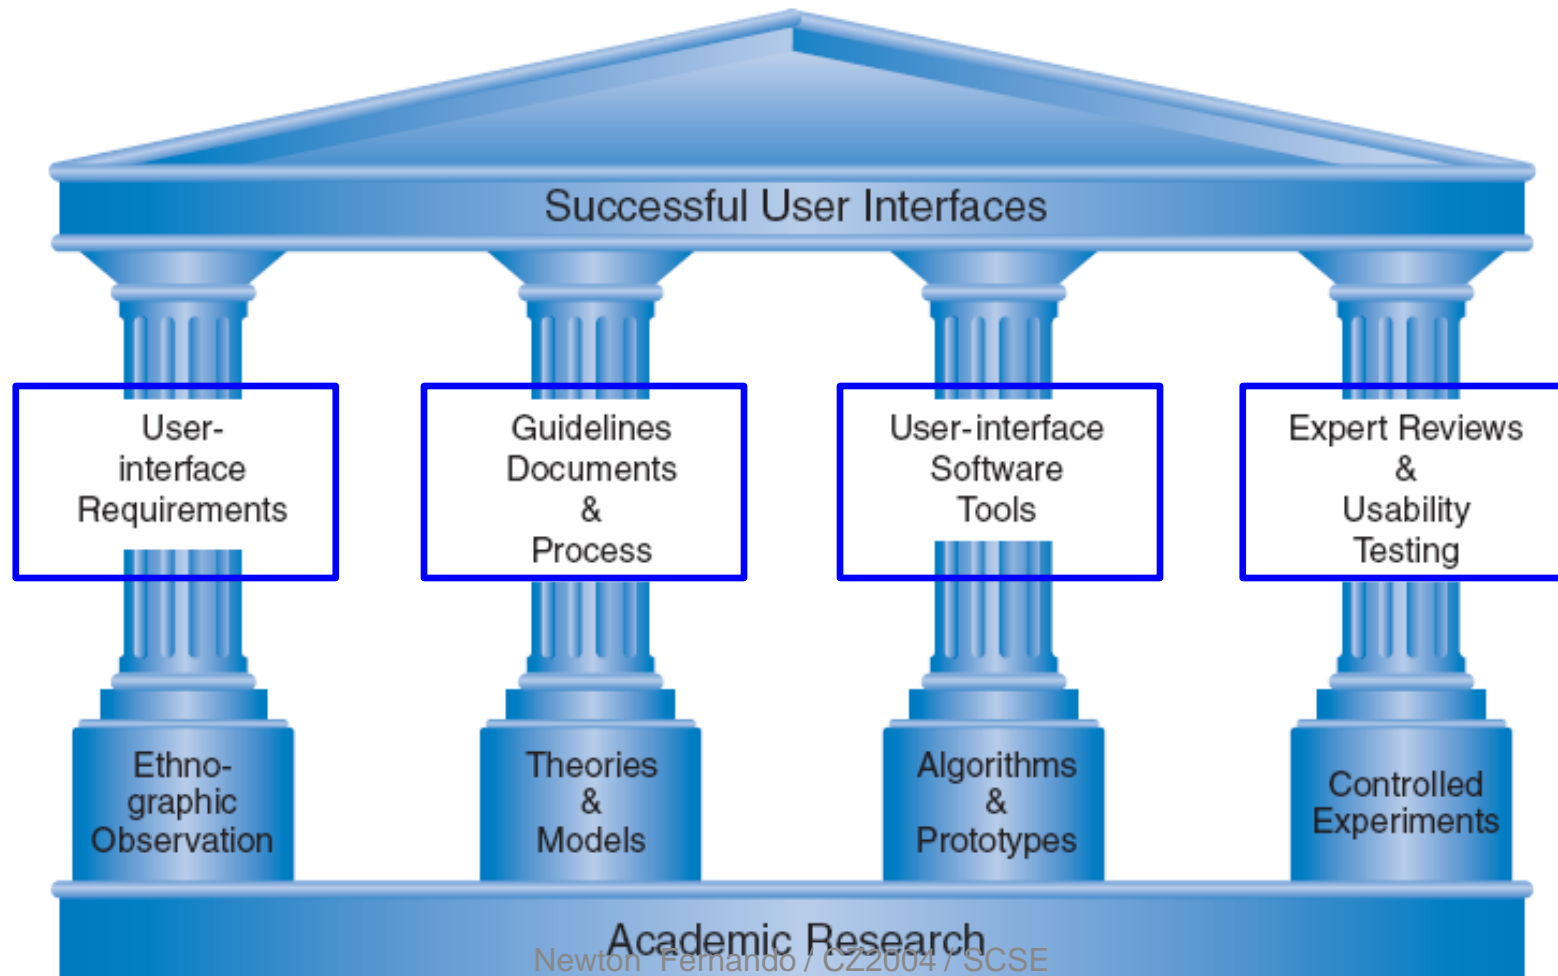 Successful User Interfaces
User-
interface
Requirements
Guidelines
Documents
&
Process
User-interface
Software
Tools
Expert Reviews
&
Usability
Testing
Ethno-
graphic
Observation
Theories
&
Models
Algorithms
&
Prototypes
Controlled
Experiments
Academic Research
Newton Fernando / CZ2004 / SCSE